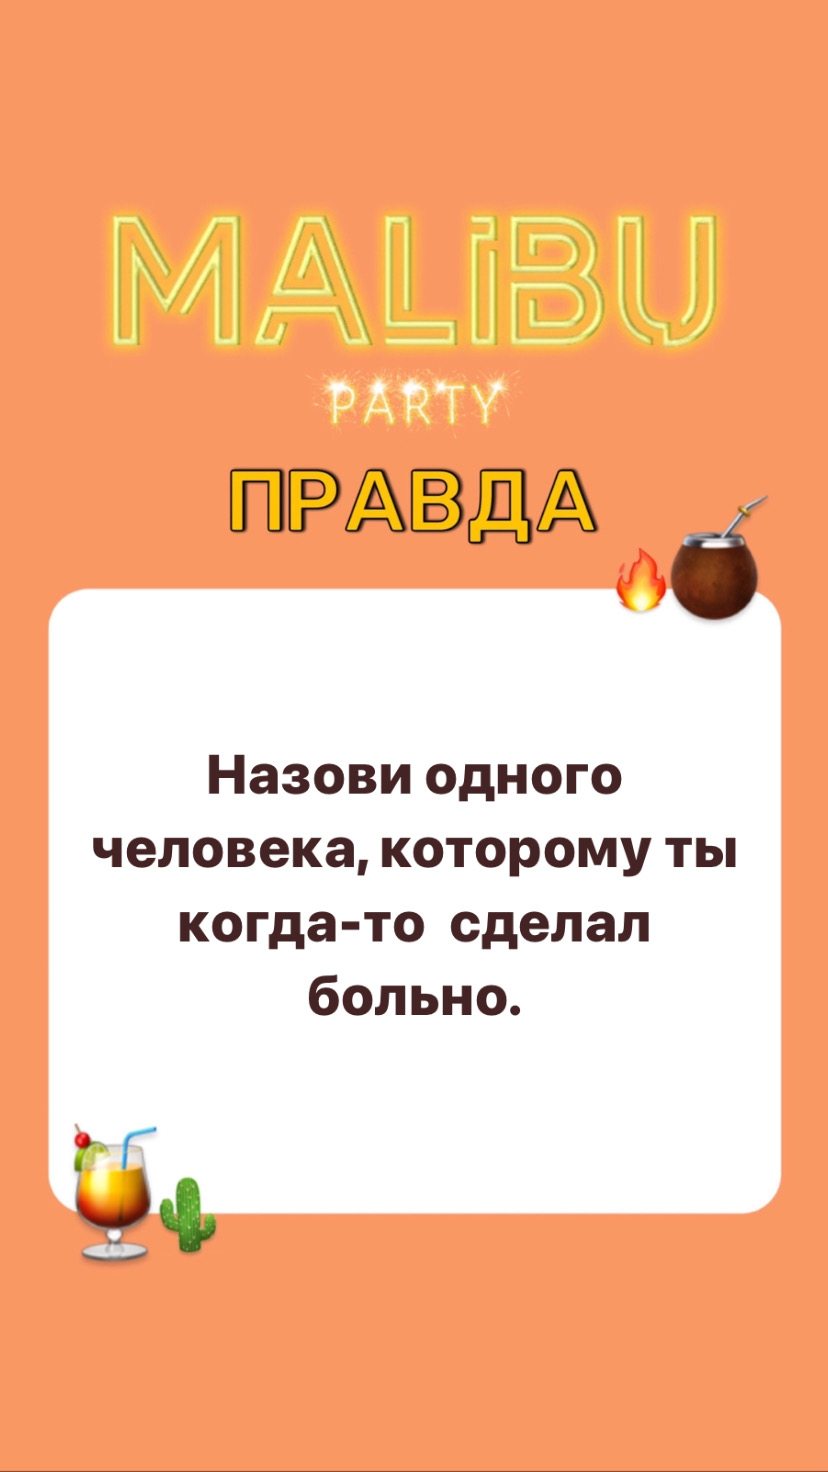 MALiBU
PARTY
ПРАВДА
Назови одного
человека, которому ты
когда-то  сделал
больно.